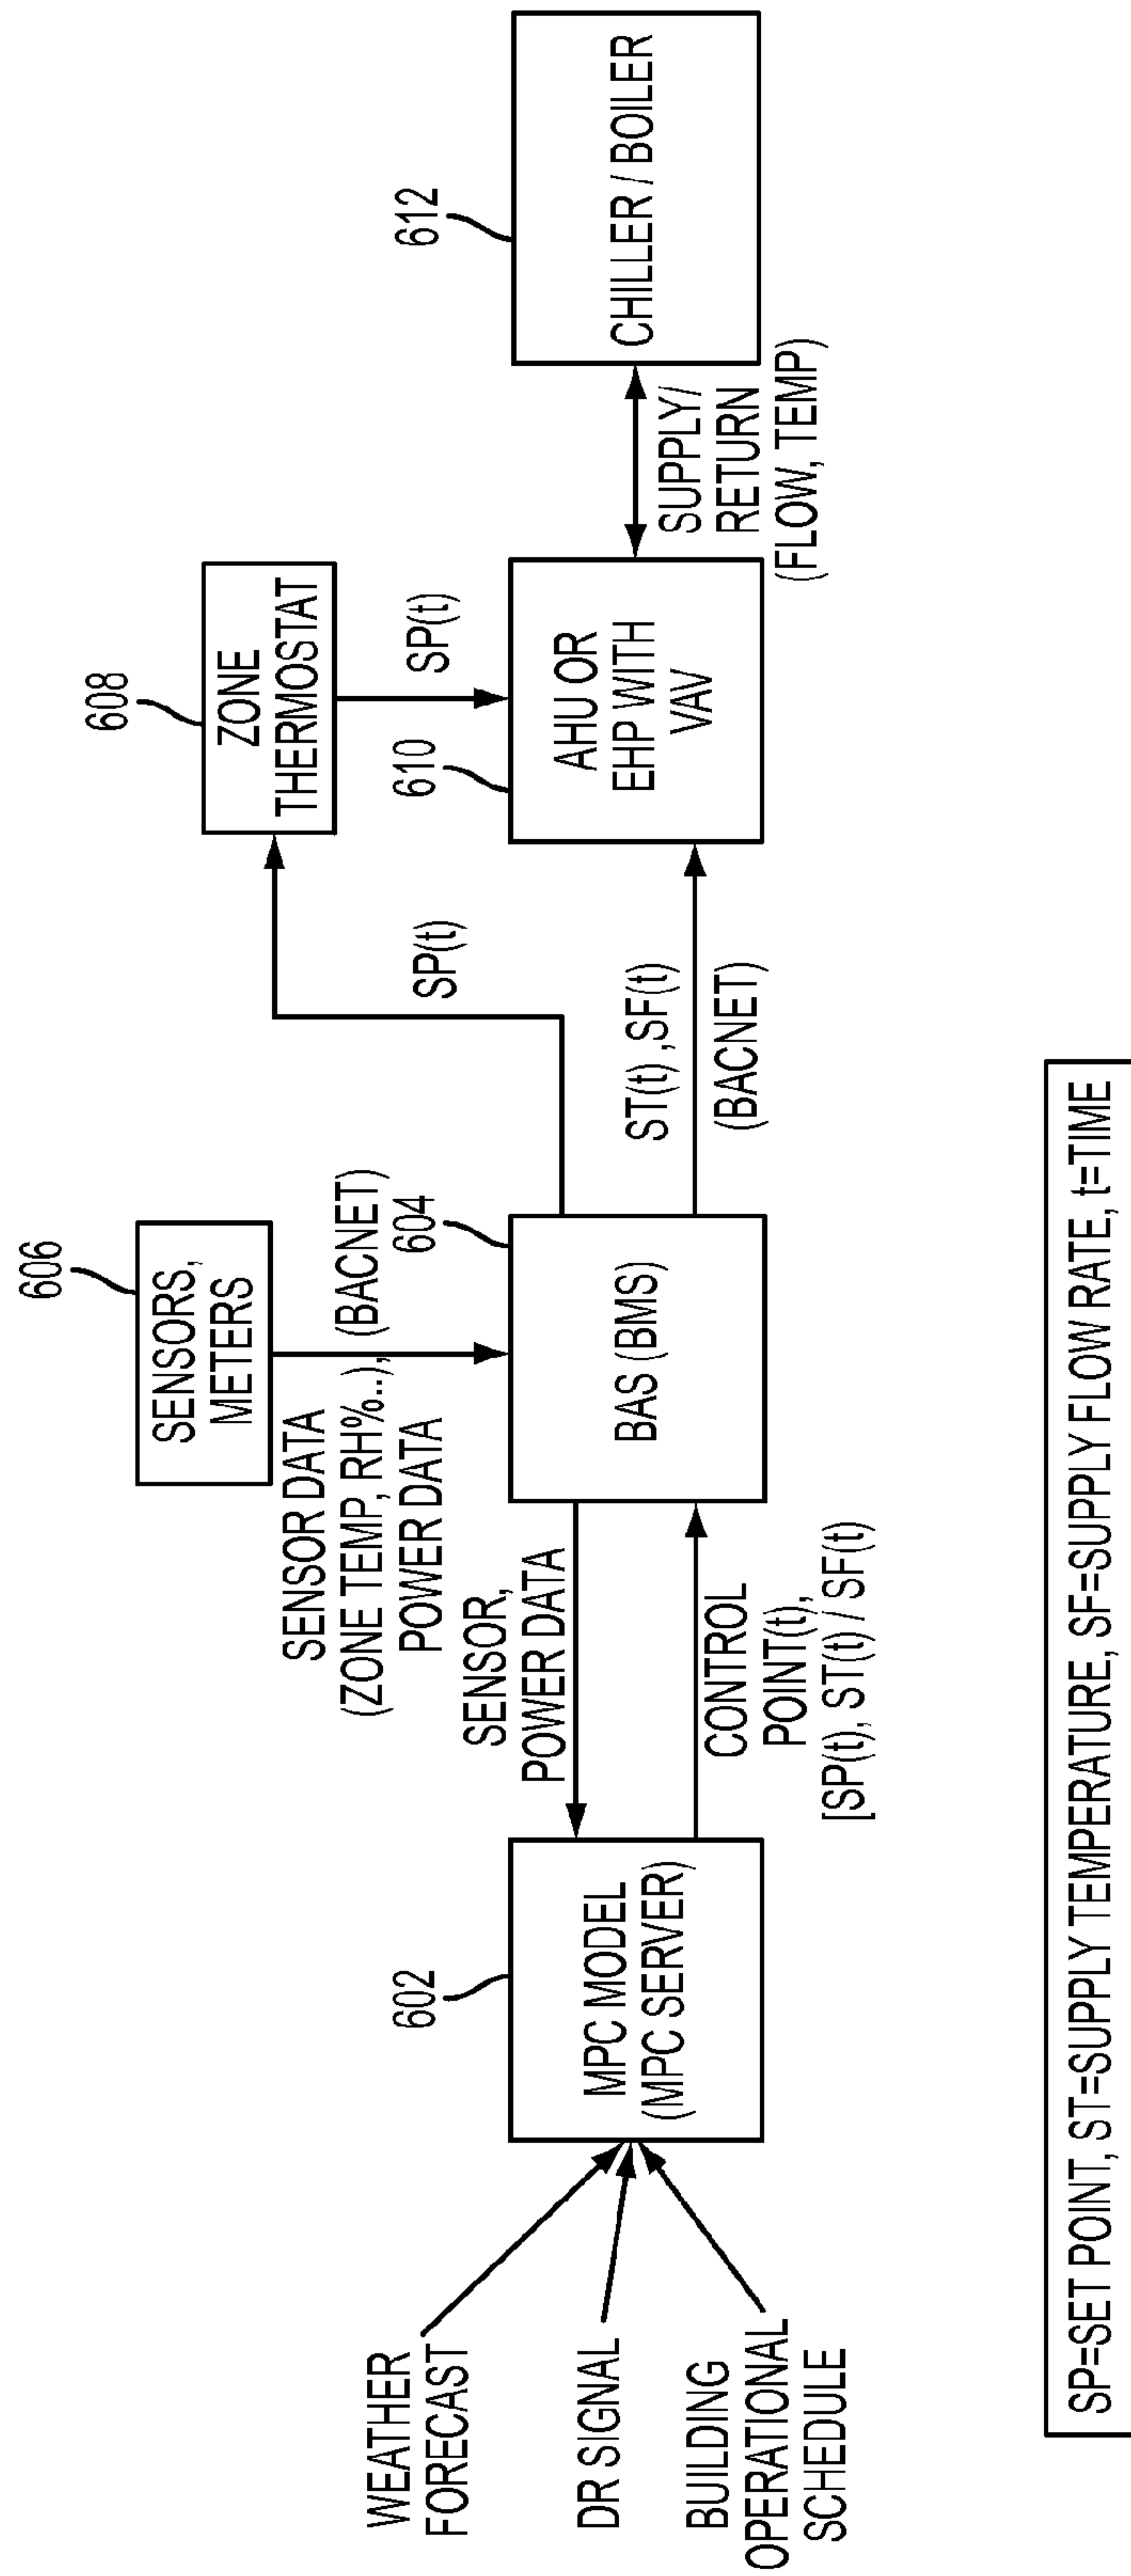 WEATHER
FORECAST
DR SIGNAL
BUILDING
OPERATIONAL
SCHEDULE
602
MPC MODEL
(MPC SERVER)
SENSOR,
POWER DATA
CONTROL
POINT(t),
[SP(t), ST(t) / SF(t)
606
SENSORS,
METERS
SENSOR DATA
(ZONE TEMP, RH%..),
POWER DATA
(BACNET)
604
BAS (BMS)
SP(t)
ST(t) ,SF(t)
(BACNET)
608
ZONE
THERMOSTAT
SP(t)
610
AHU OR
EHP WITH
VAV
SUPPLY/
RETURN
(FLOW, TEMP)
612
CHILLER / BOILER
SP=SET POINT, ST=SUPPLY TEMPERATURE, SF=SUPPLY FLOW RATE, t=TIME